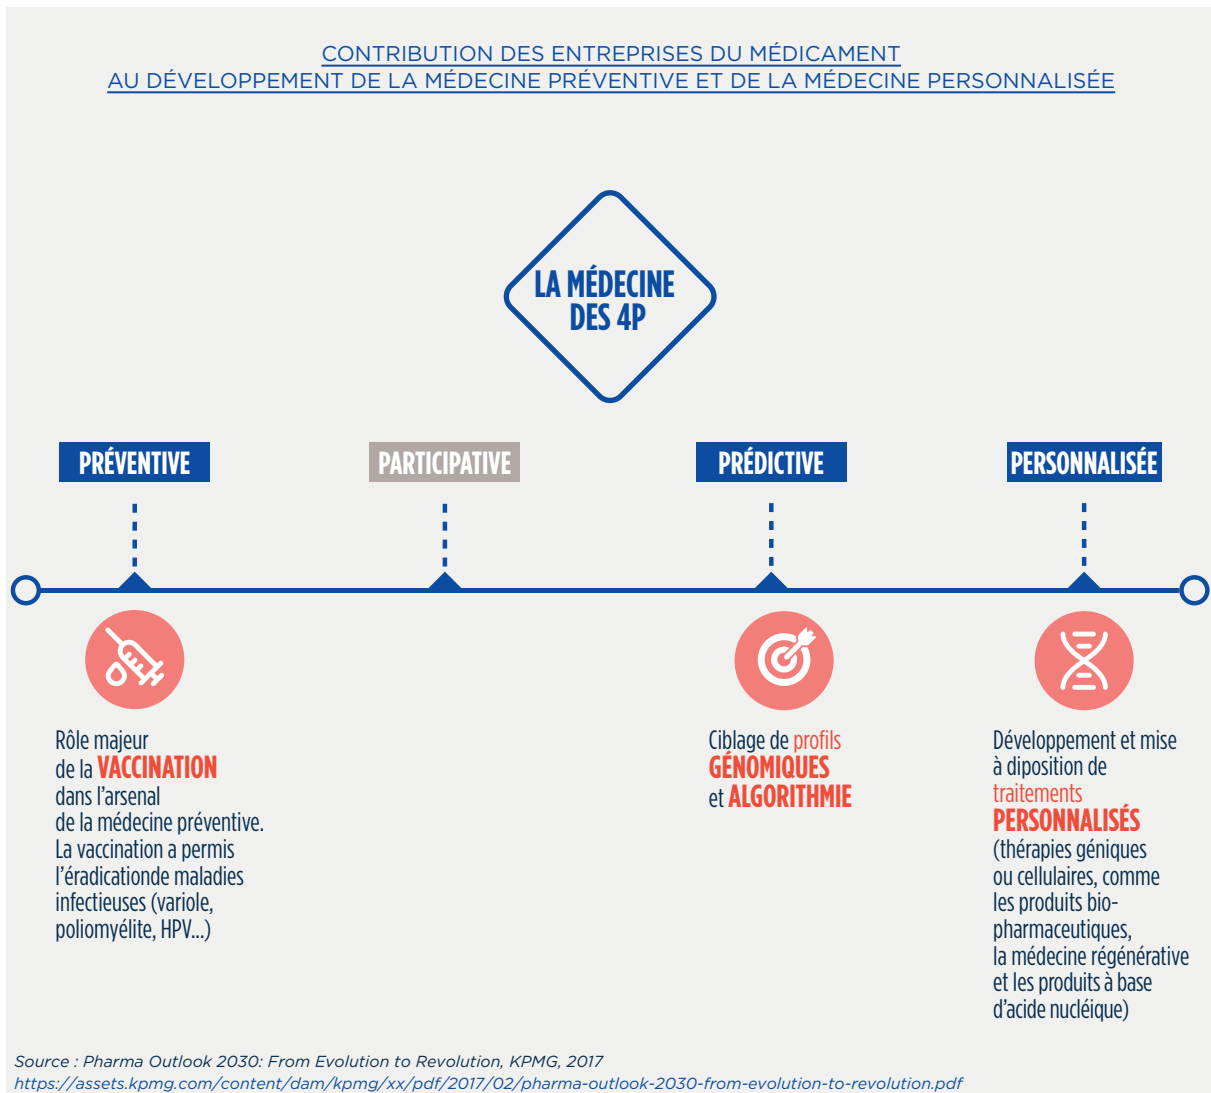 CONTRIBUTION DES ENTREPRISES DU MÉDICAMENT
AU DÉVELOPPEMENT DE LA MÉDECINE PRÉVENTIVE ET DE LA MÉDECINE PERSONNALISÉE
LA MÉDECINE
DES 4P
PRÉVENTIVE
PARTICIPATIVE
PRÉDICTIVE
PERSONNALISÉE
Rôle majeur
de la VACCINATION
dans l'arsenal
de la médecine préventive.
La vaccination a permis
l'éradicationde maladies
infectieuses (variole,
poliomyélite, HPV...)
Ciblage de profils
GÉNOMIQUES
et ALGORITHMIE
Développement et mise
à diposition de
traitements
PERSONNALISÉS
(thérapies géniques
ou cellulaires, comme
les produits bio-
pharmaceutiques,
la médecine régénérative
et les produits à base
d'acide nucléique)
Source : Pharma Outlook 2030: From Evolution to Revolution, KPMG, 2017
https://assets.kpmg.com/content/dam/kpmg/xx/pdf/2017/02/pharma-outlook-2030-from-evolution-to-revolution.pdf